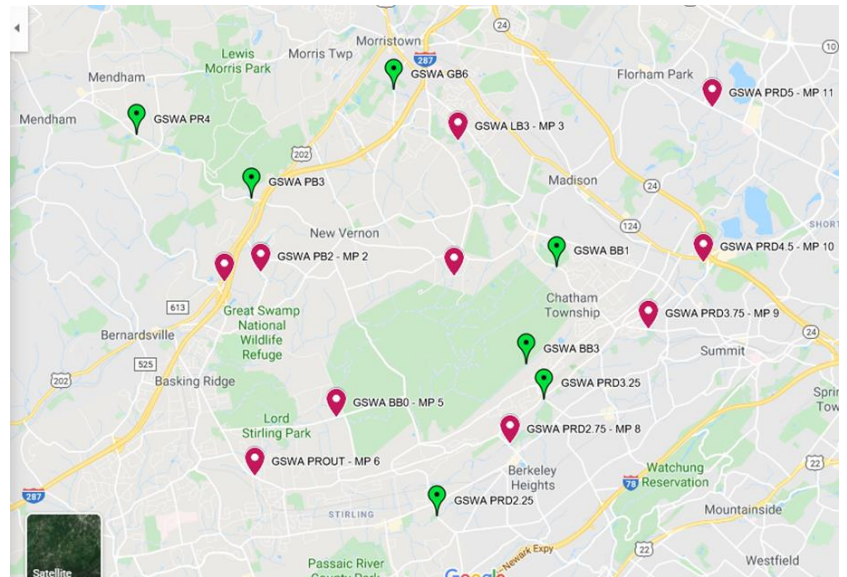 24
Morristown
10
Lewis
Morris Park
Morris Twp
287
Mendham
GSWA GB6
Florham Park
GSWA PRD5 - MP 11
Mendham
GSWA PR4
GSWA LB3 - MP 3
202
GSWA PB3
Madison
24
124
SHORT
New Vernon
GSWA BB1
GSWA PRD4.5 - MP 10
GSWA PB2 - MP 2
613
Great Swamp
National
Wildlife
Refuge
Chatham
Township
GSWA PRD3.75 - MP 9
Bernardsville
24
GSWA BB3
Summit
525
202
Basking Ridge
GSWA PRD3.25
Sprin
Tow
GSWA BB0 - MP 5
Lord
Stirling Park
GSWA PRD2.75 - MP 8
GSWA PROUT - MP 6
Berkeley
Heights
Watchung
Reservation
22
78
287
GSWA PRD2.25
STIRLING
Mountainside
22
Newark Expy
Passaic River
County Park
Google
Westfield
Satellite